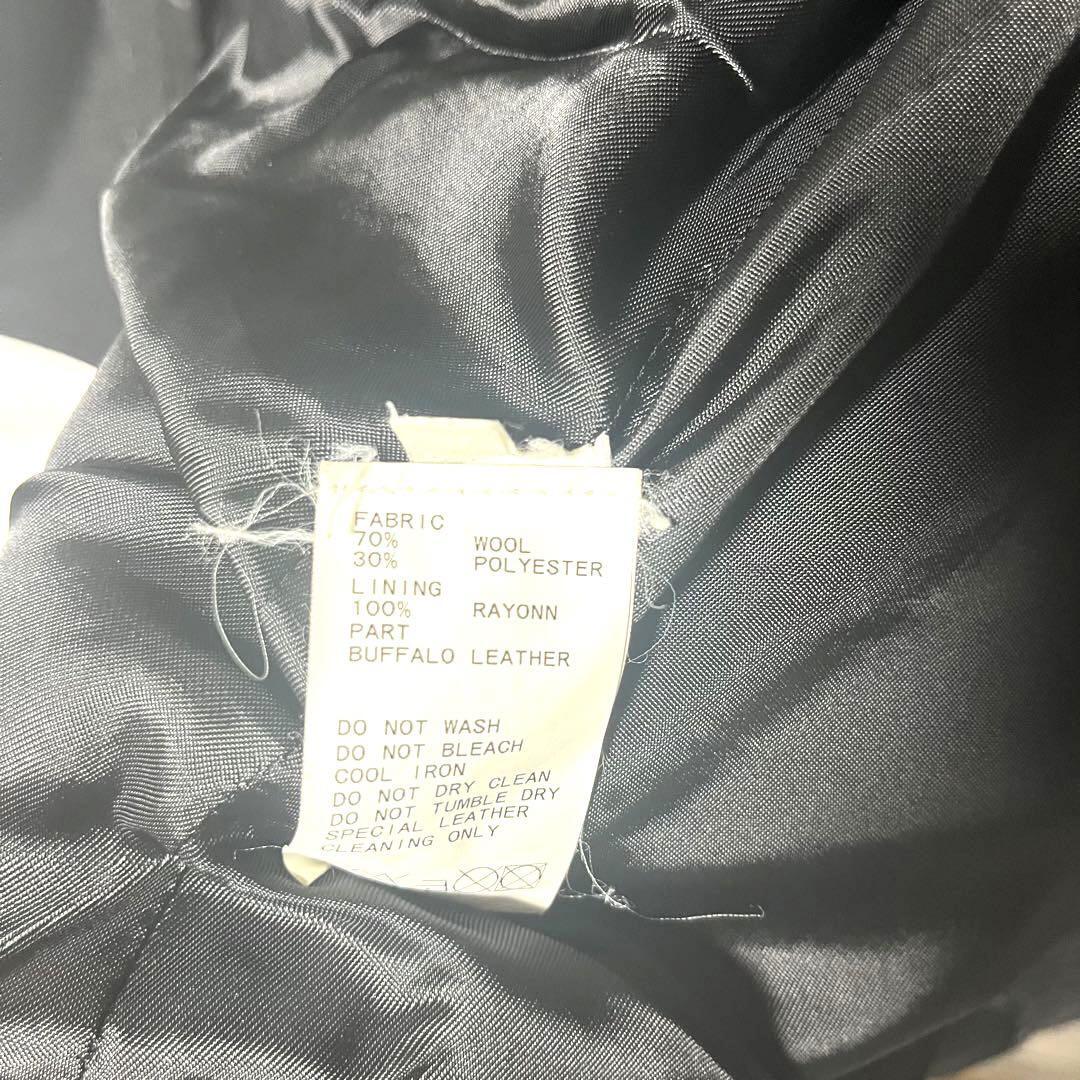 FABRIC
70% WOOL
30% POLYESTER
LINING
100% RAYONN
PART
BUFFALO LEATHER
DO NOT WASH
DO NOT BLEACH
COOL IRON
DO NOT DRY CLEAN
DO NOT TUMBLE DRY
SPECIAL LEATHER
CLEANING ONLY